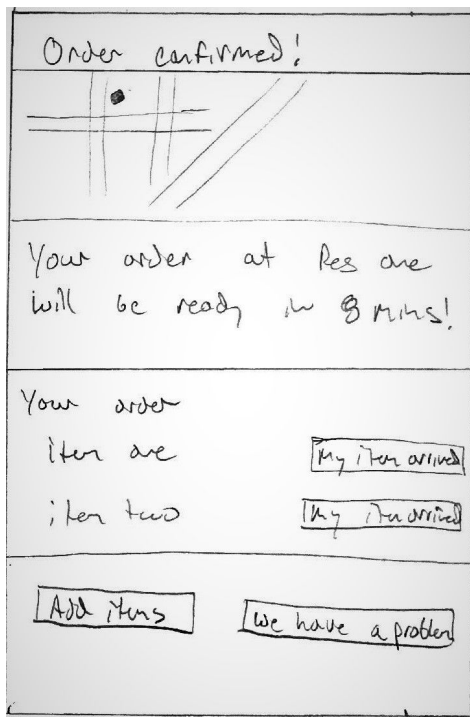 Order confirmed!
Your order at Res one
will be ready in 8 mins!
Your order
item one
My item arrived
item two
My item arrived
Add items
We have a problem